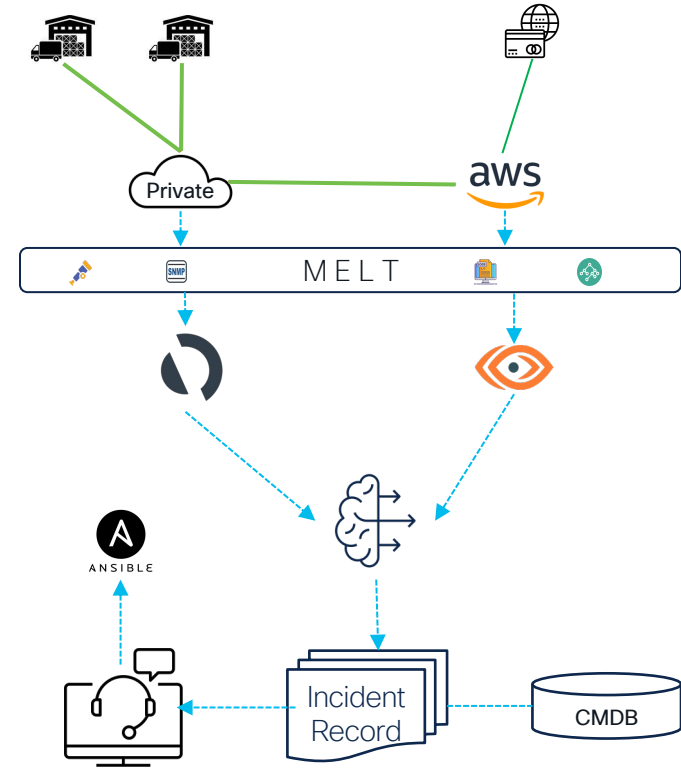 Private
aws
SNMP
MELT
ANSIBLE
Incident
Record
CMDB